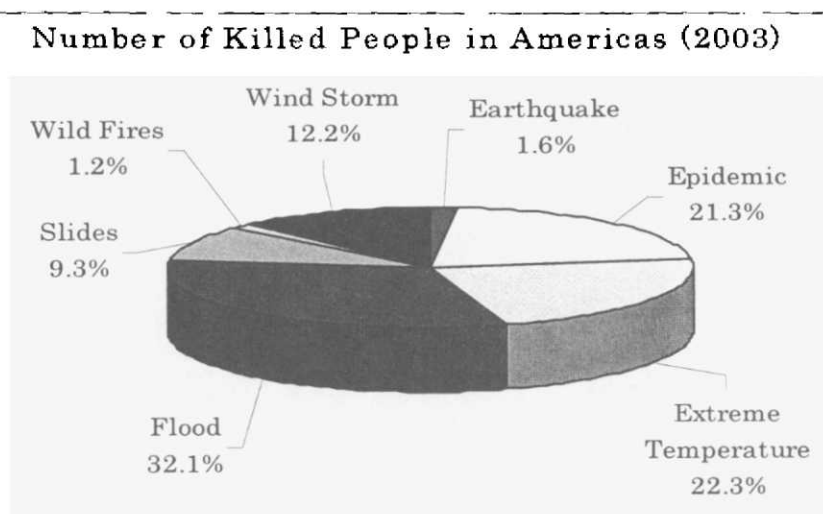 Number of Killed People in Americas (2003)
Wind Storm
12.2%
Earthquake
1.6%
Wild Fires
1.2%
Epidemic
21.3%
Slides
9.3%
Flood
32.1%
Extreme
Temperature
22.3%